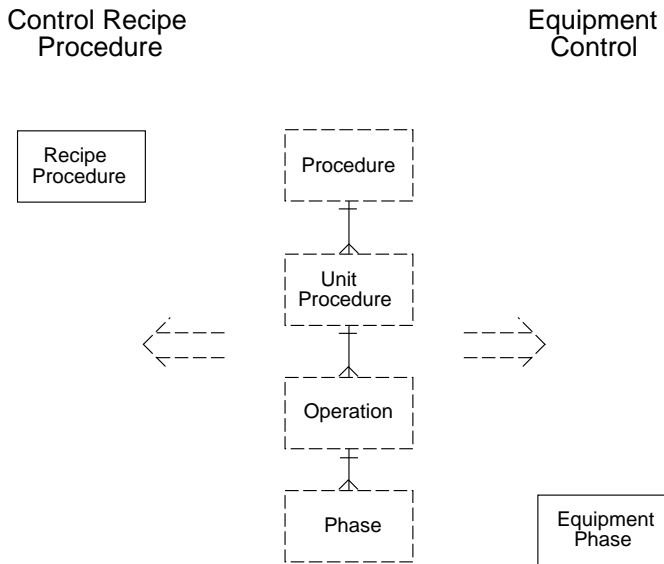 Control Recipe
Procedure
Equipment
Control
Recipe
Procedure
Procedure
Unit
Procedure
Operation
Phase
Equipment
Phase